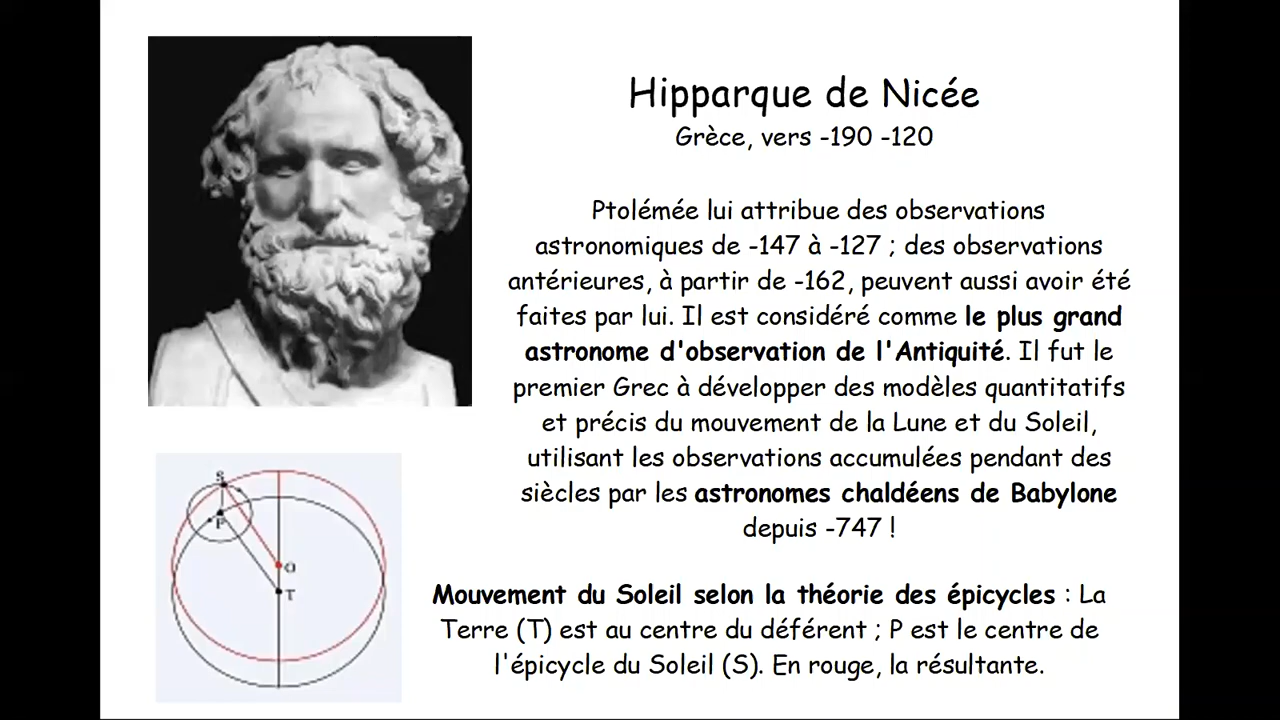 Hipparque de Nicée
Grèce, vers -190 -120
Ptolémée lui attribue des observations
astronomiques de -147 à -127 ; des observations
antérieures, à partir de -162, peuvent aussi avoir été
faites par lui. Il est considéré comme le plus grand
astronome d'observation de l'Antiquité. Il fut le
premier Grec à développer des modèles quantitatifs
et précis du mouvement de la Lune et du Soleil,
utilisant les observations accumulées pendant des
siècles par les astronomes chaldéens de Babylone
depuis -747 !
S
P
O
T
Mouvement du Soleil selon la théorie des épicycles : La
Terre (T) est au centre du déférent ; P est le centre de
l'épicycle du Soleil (S). En rouge, la résultante.